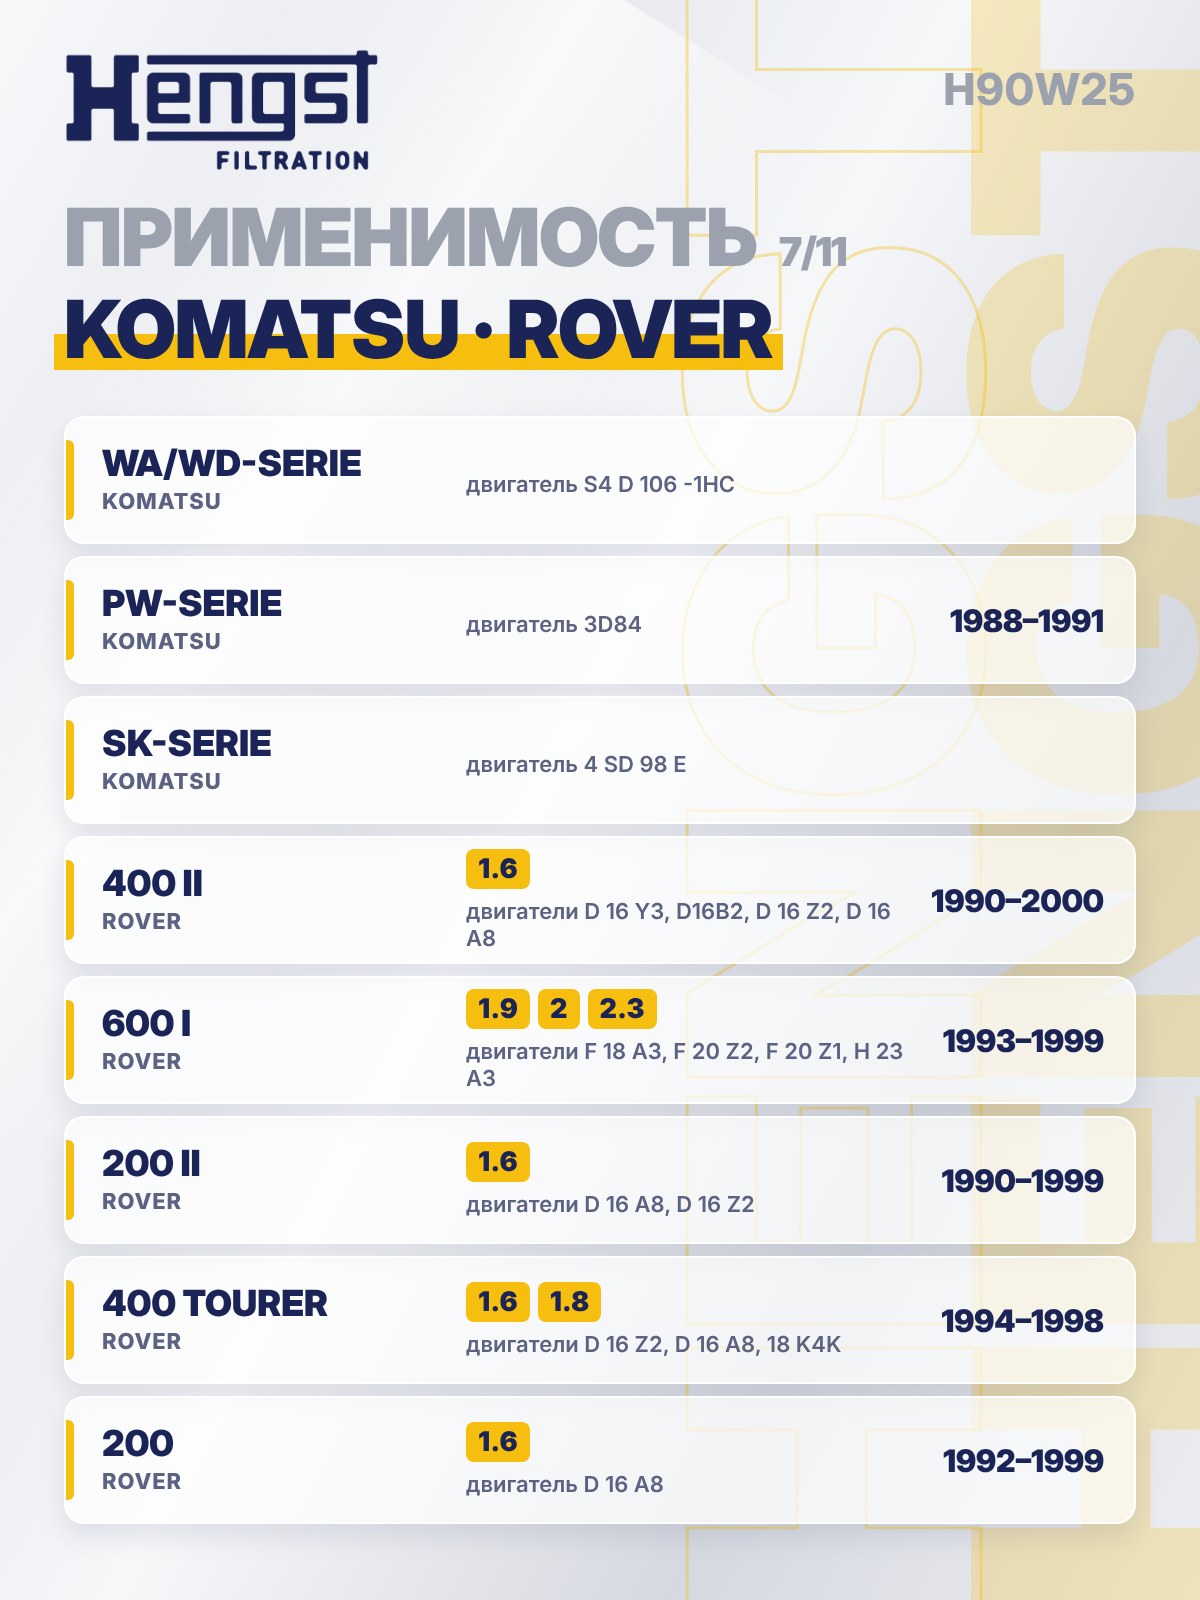 Hengst
FILTRATION
H90W25
ПРИМЕНИМОСТЬ 7/11
KOMATSU · ROVER
WA/WD-SERIE
KOMATSU
двигатель S4 D 106 -1HC
PW-SERIE
KOMATSU
двигатель 3D84
1988–1991
SK-SERIE
KOMATSU
двигатель 4 SD 98 E
400 II
ROVER
1.6
двигатели D 16 Y3, D16B2, D 16 Z2, D 16
A8
1990–2000
600 I
ROVER
1.9 2 2.3
двигатели F 18 A3, F 20 Z2, F 20 Z1, H 23
A3
1993–1999
200 II
ROVER
1.6
двигатели D 16 A8, D 16 Z2
1990–1999
400 TOURER
ROVER
1.6 1.8
двигатели D 16 Z2, D 16 A8, 18 K4K
1994–1998
200
ROVER
1.6
двигатель D 16 A8
1992–1999
HENGST